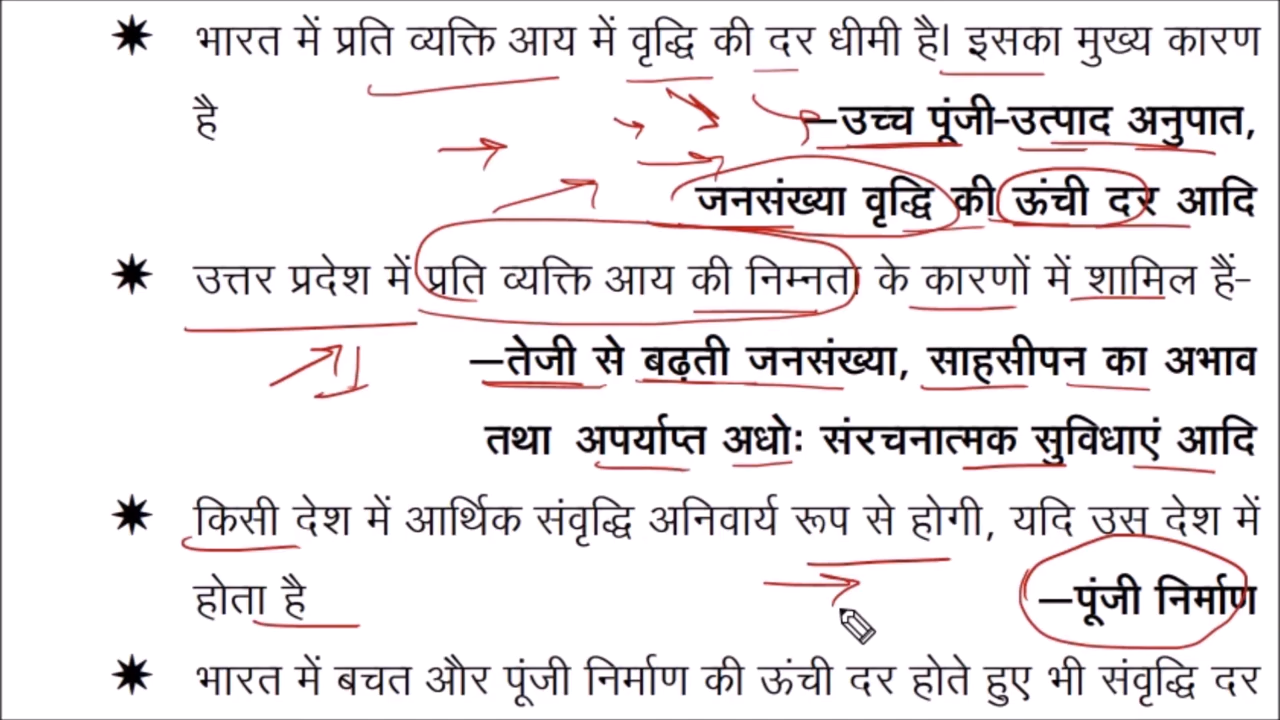 ✷ भारत में प्रति व्यक्ति आय में वृद्धि की दर धीमी है। इसका मुख्य कारण
है —उच्च पूंजी-उत्पाद अनुपात,
जनसंख्या वृद्धि की ऊंची दर आदि
✷ उत्तर प्रदेश में प्रति व्यक्ति आय की निम्नता के कारणों में शामिल हैं-
—तेजी से बढ़ती जनसंख्या, साहसीपन का अभाव
तथा अपर्याप्त अधोः संरचनात्मक सुविधाएं आदि
✷ किसी देश में आर्थिक संवृद्धि अनिवार्य रूप से होगी, यदि उस देश में
होता है —पूंजी निर्माण
✷ भारत में बचत और पूंजी निर्माण की ऊंची दर होते हुए भी संवृद्धि दर